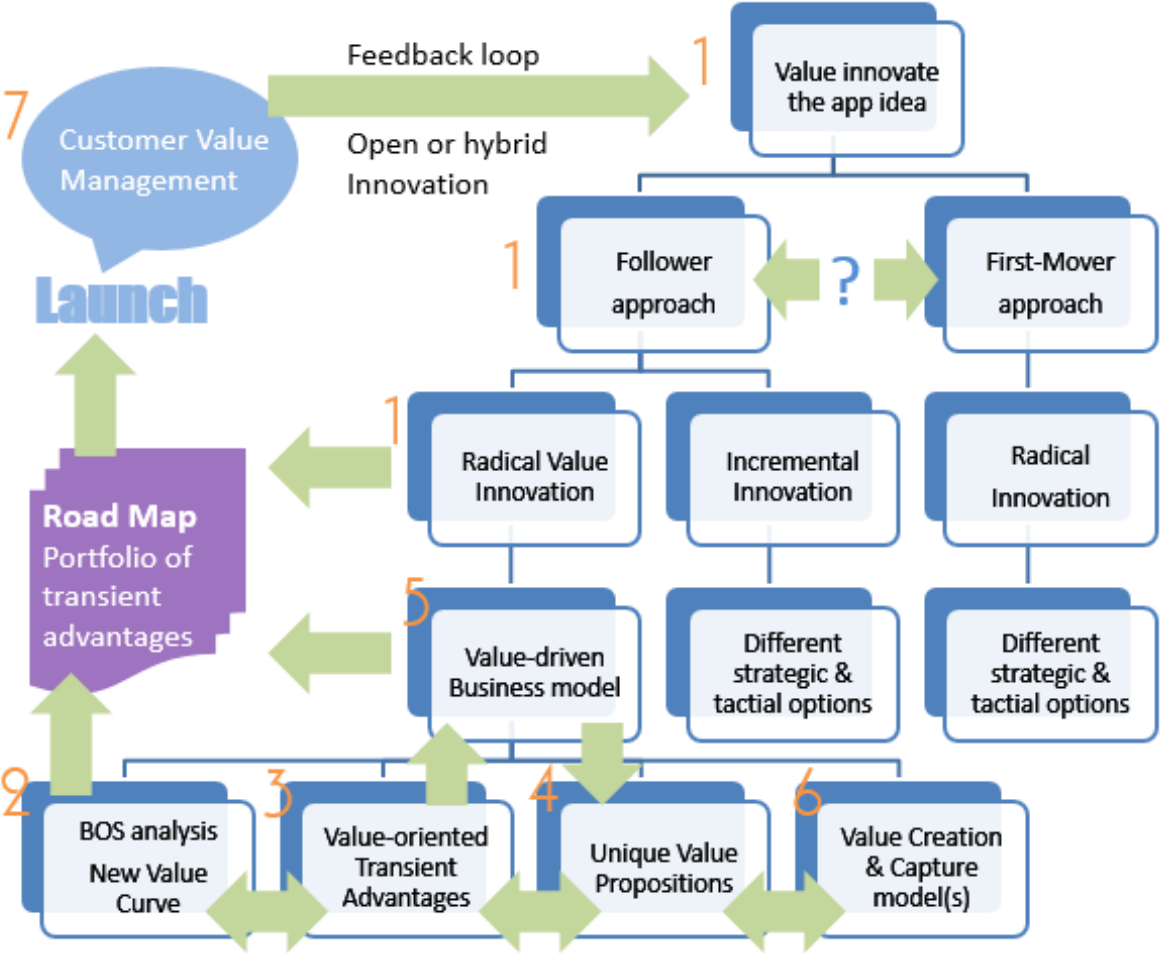 Feedback loop
Open or hybrid
Innovation
7
Customer Value
Management
Launch
Road Map
Portfolio of
transient
advantages
1
Value innovate
the app idea
1
Follower
approach
?
First-Mover
approach
1
Radical Value
Innovation
Incremental
Innovation
Radical
Innovation
5
Value-driven
Business model
Different
strategic &
tactial options
Different
strategic &
tactial options
2
BOS analysis
New Value
Curve
3
Value-oriented
Transient
Advantages
4
Unique Value
Propositions
6
Value Creation
& Capture
model(s)